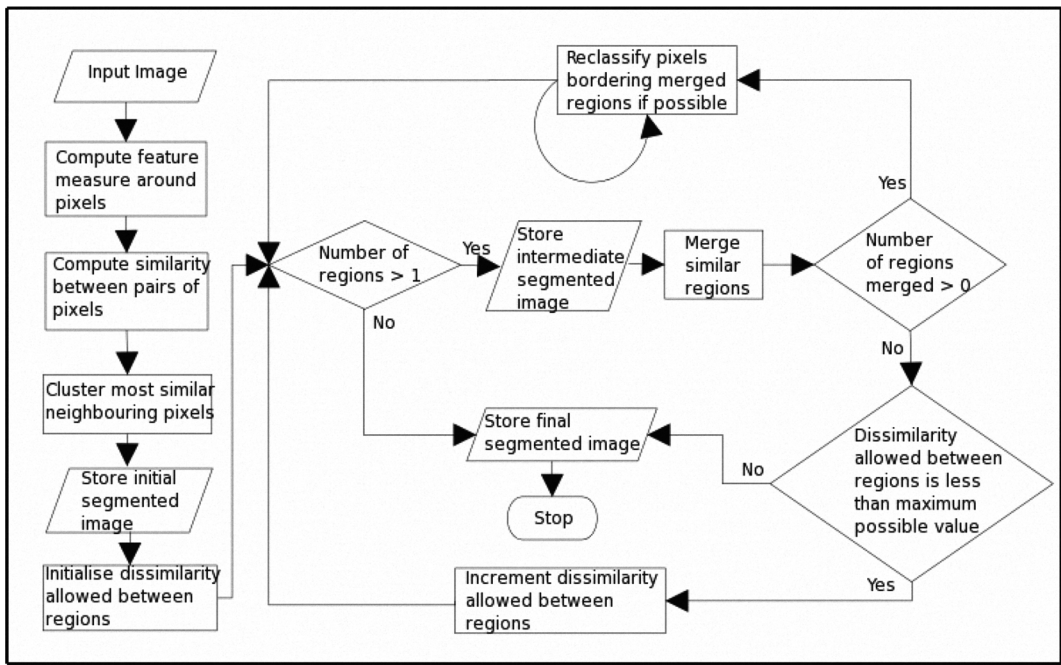 Input Image
Compute feature
measure around
pixels
Compute similarity
between pairs of
pixels
Cluster most similar
neighbouring pixels
Store initial
segmented
image
Initialise dissimilarity
allowed between
regions
Number of
regions > 1
Yes
No
Store
intermediate
segmented
image
Merge
similar
regions
Number
of regions
merged > 0
Yes
No
Reclassify pixels
bordering merged
regions if possible
Dissimilarity
allowed between
regions is less
than maximum
possible value
No
Yes
Store final
segmented image
Stop
Increment dissimilarity
allowed between
regions